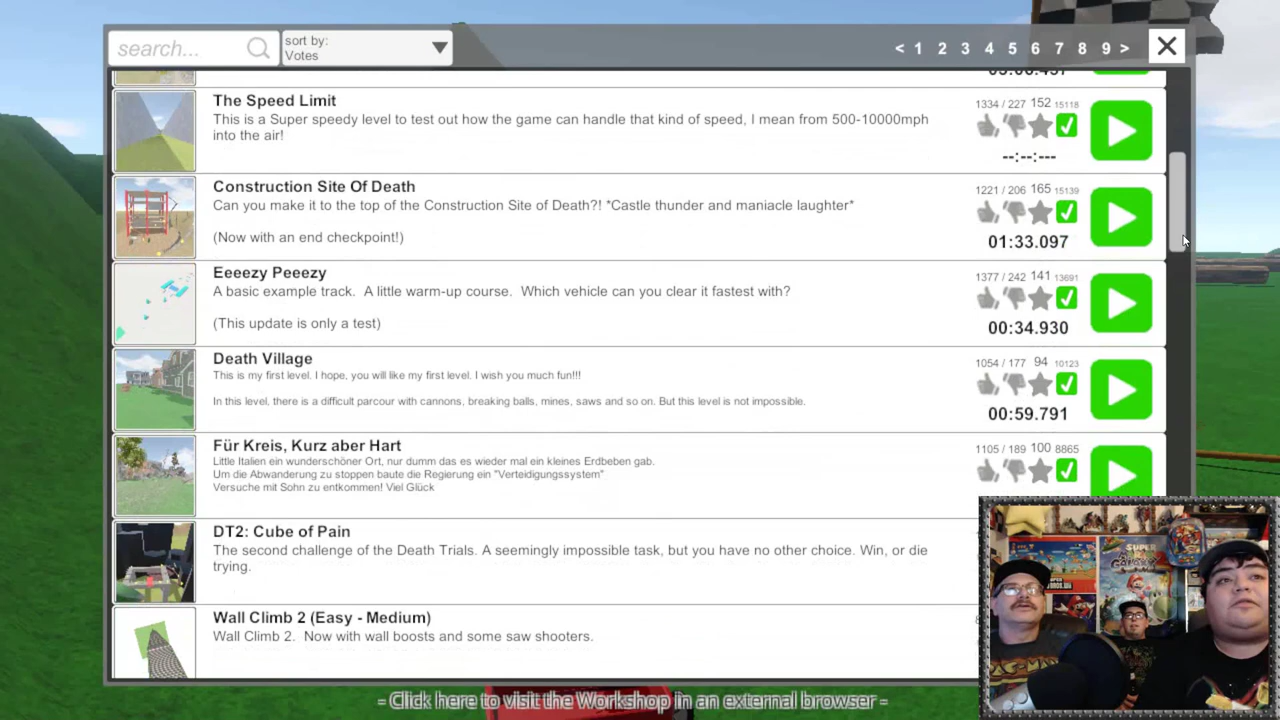 search...
sort by:
Votes
< 1 2 3 4 5 6 7 8 9 >
The Speed Limit
This is a Super speedy level to test out how the game can handle that kind of speed, I mean from 500-10000mph
into the air!
1334 / 227 152 15118
--:--:---
Construction Site Of Death
Can you make it to the top of the Construction Site of Death?! *Castle thunder and maniacle laughter*
(Now with an end checkpoint!)
1221 / 206 165 15139
01:33.097
Eeeezy Peeezy
A basic example track. A little warm-up course. Which vehicle can you clear it fastest with?
(This update is only a test)
1377 / 242 141 13691
00:34.930
Death Village
This is my first level. I hope, you will like my first level. I wish you much fun!!!
In this level, there is a difficult parcour with cannons, breaking balls, mines, saws and so on. But this level is not impossible.
1054 / 177 94 10123
00:59.791
Für Kreis, Kurz aber Hart
Little Italien ein wunderschöner Ort, nur dumm das es wieder mal ein kleines Erdbeben gab.
Um die Abwanderung zu stoppen baute die Regierung ein "Verteidigungssystem"
Versuche mit Sohn zu entkommen! Viel Glück
1105 / 189 100 8865
DT2: Cube of Pain
The second challenge of the Death Trials. A seemingly impossible task, but you have no other choice. Win, or die
trying.
Wall Climb 2 (Easy - Medium)
Wall Climb 2. Now with wall boosts and some saw shooters.
SUPER
GALAXY
- Click here to visit the Workshop in an external browser -